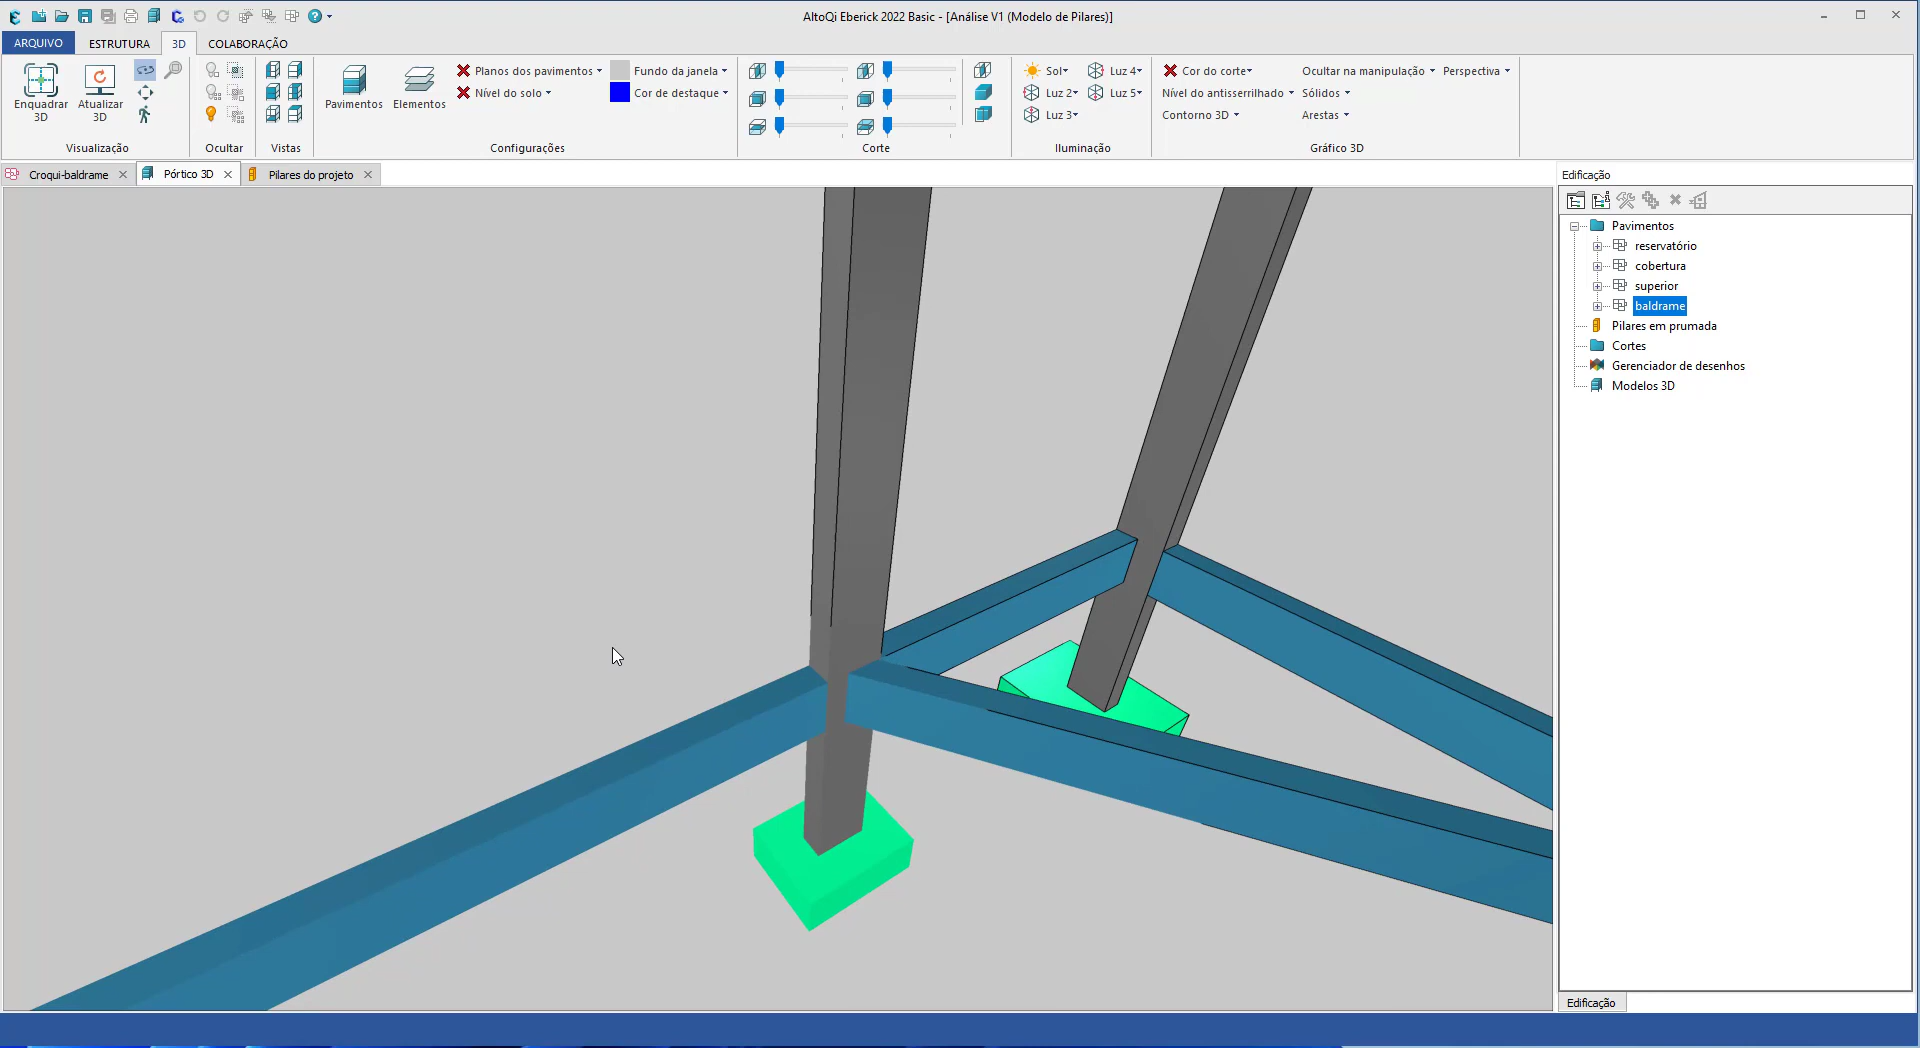 AltoQi Eberick 2022 Basic - [Análise V1 (Modelo de Pilares)]
ARQUIVO
ESTRUTURA
3D
COLABORAÇÃO
Enquadrar 3D
Atualizar 3D
Visualização
Ocultar
Vistas
Pavimentos
Elementos
Planos dos pavimentos
Nível do solo
Fundo da janela
Cor de destaque
Configurações
Corte
Sol
Luz 2
Luz 3
Luz 4
Luz 5
Iluminação
Cor do corte
Nível do antisserrilhado
Contorno 3D
Ocultar na manipulação
Sólidos
Arestas
Perspectiva
Gráfico 3D
Croqui-baldrame
Pórtico 3D
Pilares do projeto
Edificação
Pavimentos
reservatório
cobertura
superior
baldrame
Pilares em prumada
Cortes
Gerenciador de desenhos
Modelos 3D
Edificação